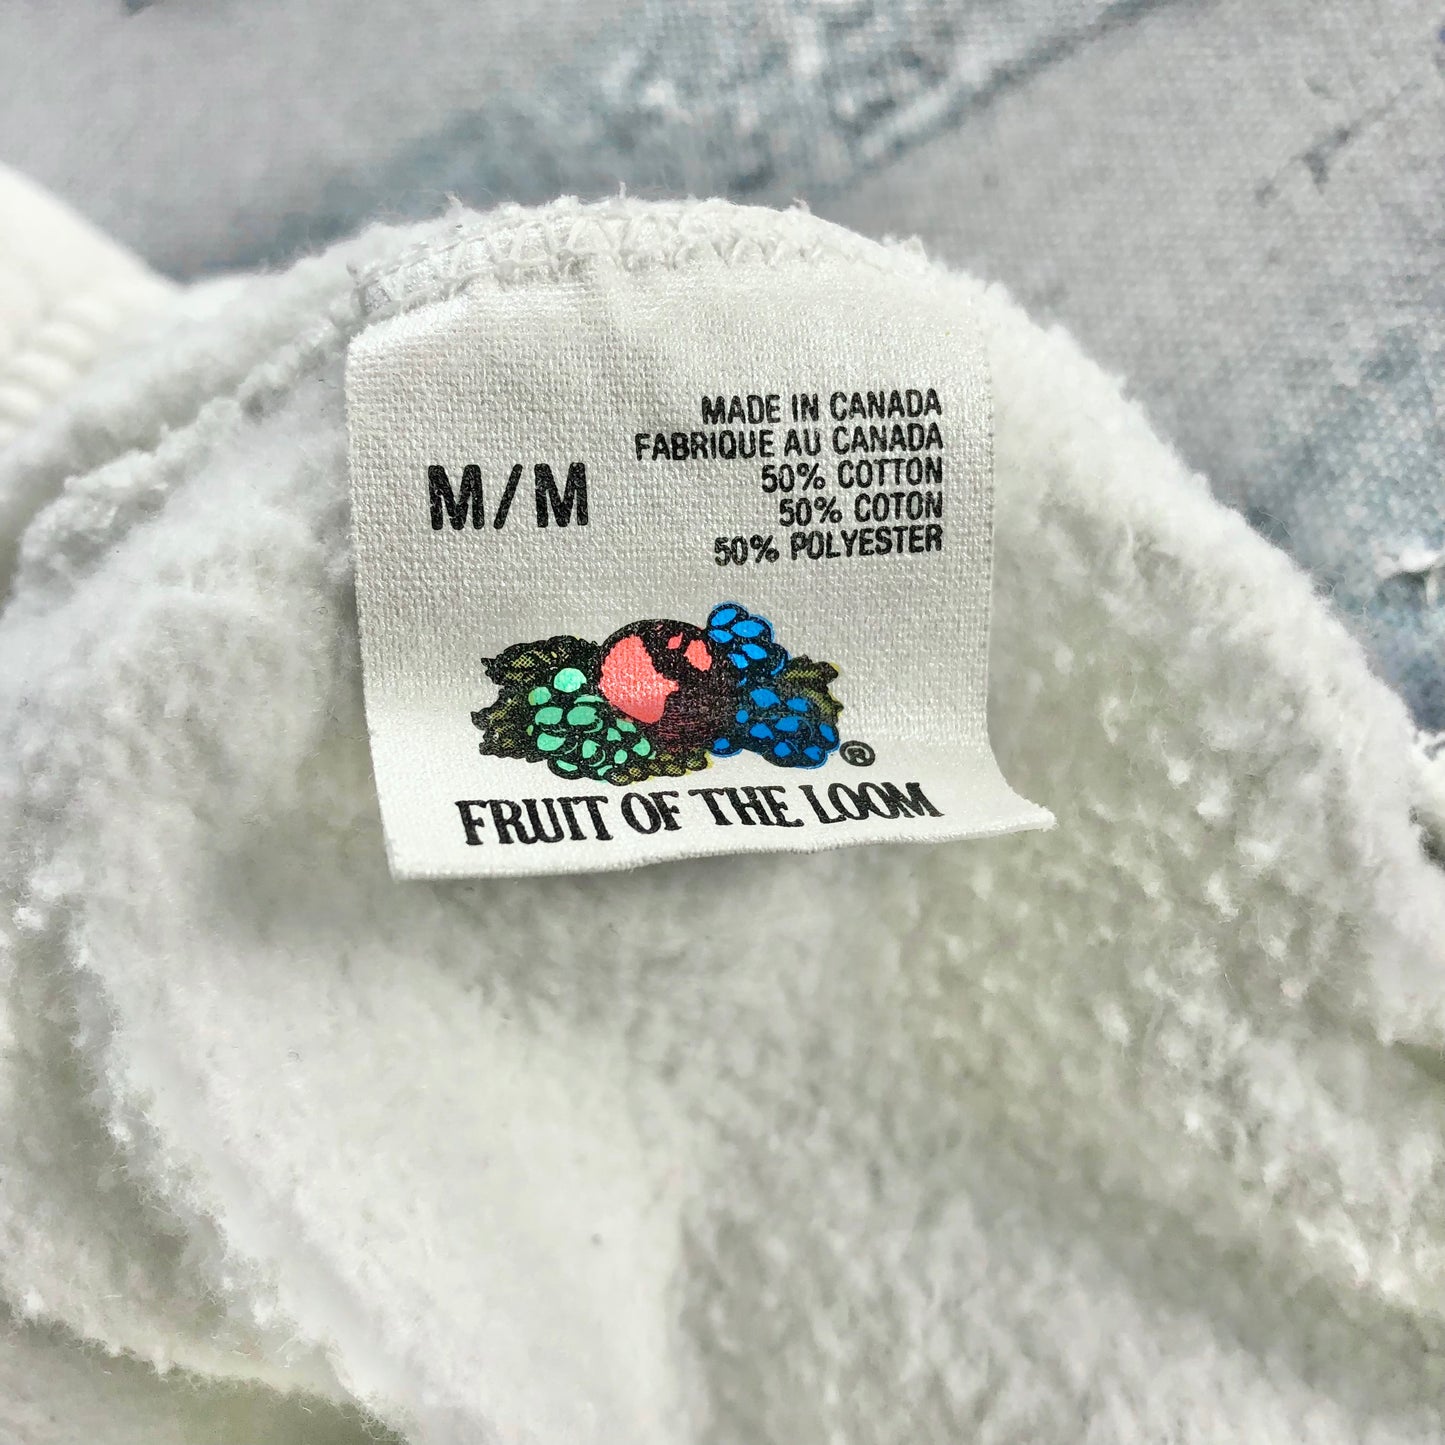 M/M
MADE IN CANADA
FABRIQUE AU CANADA
50% COTTON
50% COTON
50% POLYESTER
®
FRUIT OF THE LOOM